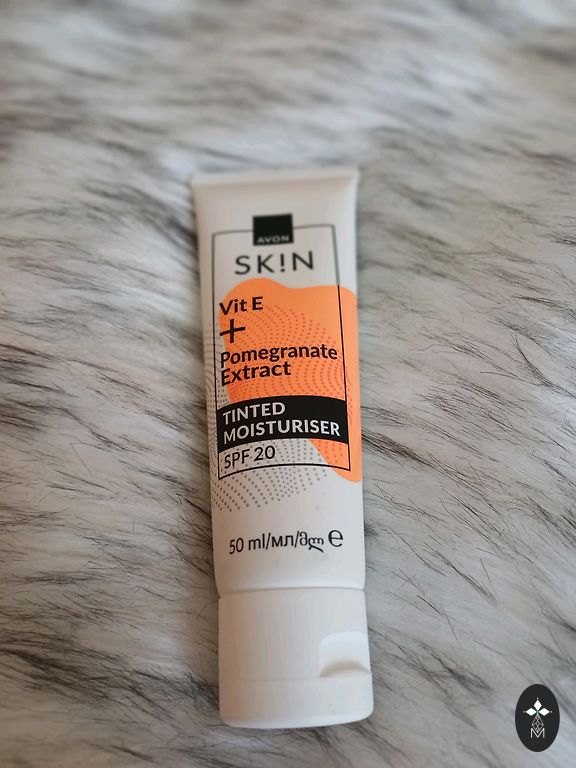 AVON
SK!N
Vit E
+
Pomegranate
Extract
TINTED
MOISTURISER
SPF 20
50 ml/мл/მლ e
M